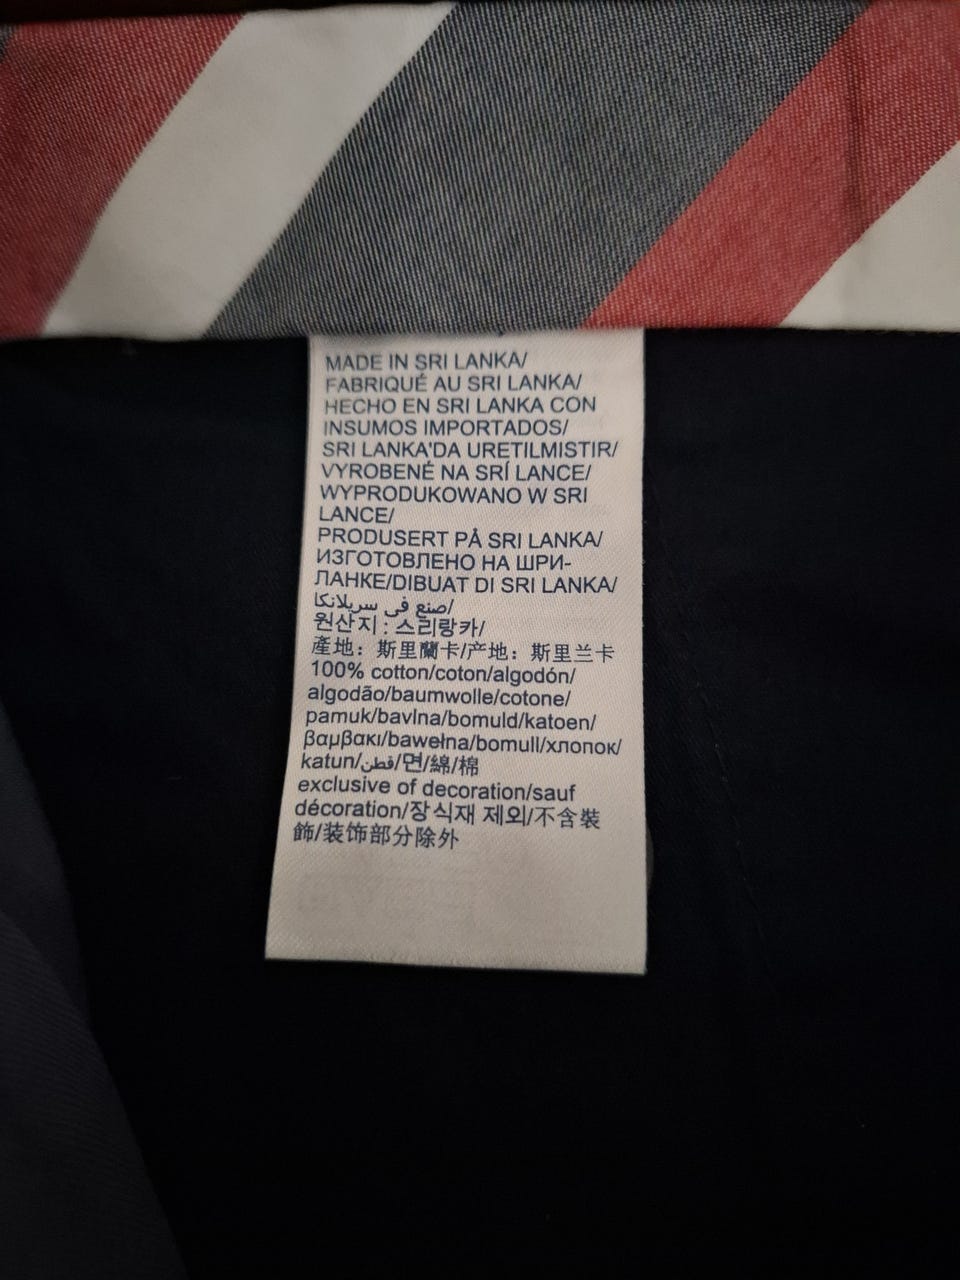 MADE IN SRI LANKA/
FABRIQUÉ AU SRI LANKA/
HECHO EN SRI LANKA CON
INSUMOS IMPORTADOS/
SRI LANKA'DA URETILMISTIR/
VYROBENÉ NA SRÍ LANCE/
WYPRODUKOWANO W SRI
LANCE/
PRODUSERT PÅ SRI LANKA/
ИЗГОТОВЛЕНО НА ШРИ-
ЛАНКЕ/DIBUAT DI SRI LANKA/
صنع في سريلانكا/
원산지 : 스리랑카/
產地：斯里蘭卡/产地：斯里兰卡
100% cotton/coton/algodón/
algodão/baumwolle/cotone/
pamuk/bavlna/bomuld/katoen/
βαμβακι/bawełna/bomull/хлопок/
katun/قطن/면/綿/棉
exclusive of decoration/sauf
décoration/장식재 제외/不含裝
飾/装饰部分除外